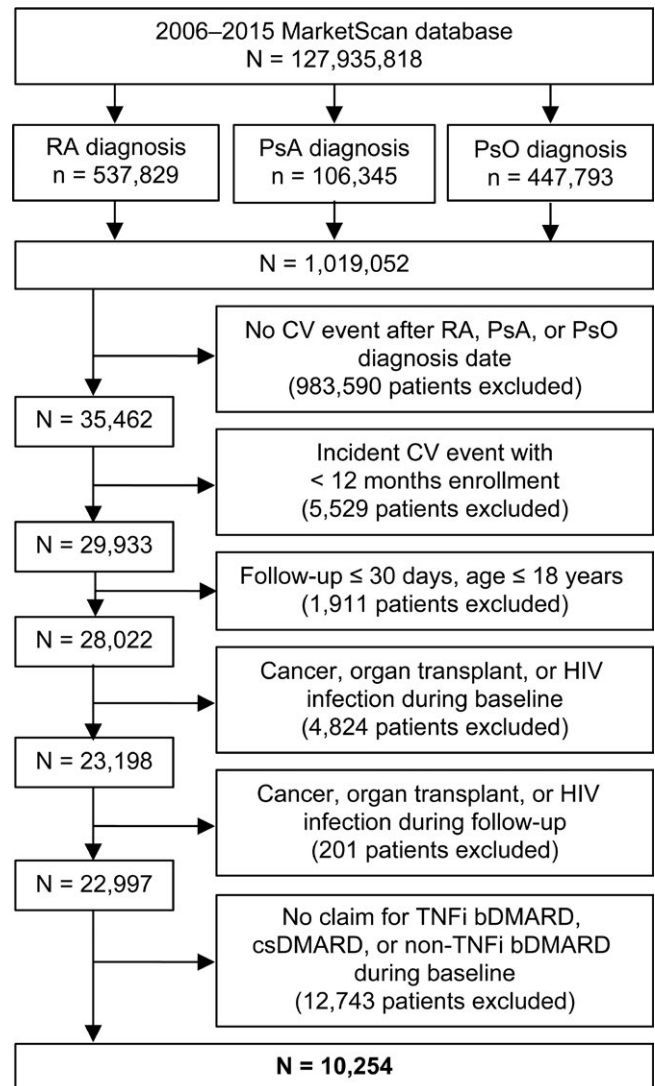 2006–2015 MarketScan database
N = 127,935,818
RA diagnosis
n = 537,829
PsA diagnosis
n = 106,345
PsO diagnosis
n = 447,793
N = 1,019,052
No CV event after RA, PsA, or PsO
diagnosis date
(983,590 patients excluded)
N = 35,462
Incident CV event with
< 12 months enrollment
(5,529 patients excluded)
N = 29,933
Follow-up ≤ 30 days, age ≤ 18 years
(1,911 patients excluded)
N = 28,022
Cancer, organ transplant, or HIV
infection during baseline
(4,824 patients excluded)
N = 23,198
Cancer, organ transplant, or HIV
infection during follow-up
(201 patients excluded)
N = 22,997
No claim for TNFi bDMARD,
csDMARD, or non-TNFi bDMARD
during baseline
(12,743 patients excluded)
N = 10,254